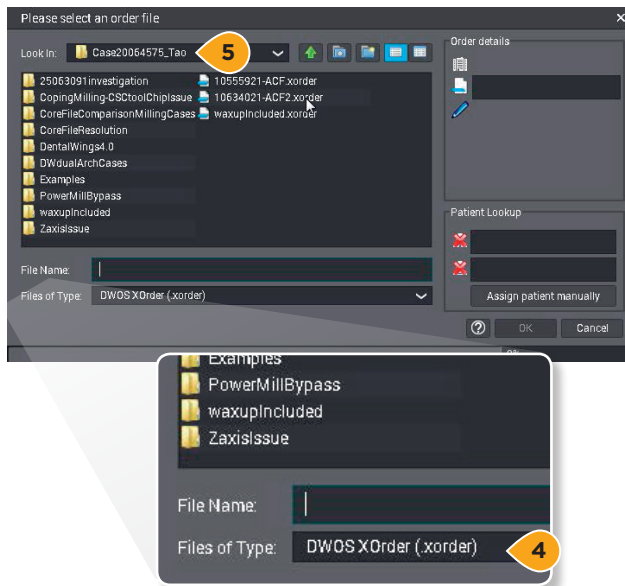 Please select an order file
Look In: Case20064575_Tao
5
25063091investigation
CopingMilling-CSCtoolChipIssue
CoreFileComparisonMillingCases
CoreFileResolution
DentalWings4.0
DWdualArchCases
Examples
PowerMillBypass
waxupIncluded
ZaxisIssue
10555921-ACF.xorder
10634021-ACF2.xorder
waxupIncluded.xorder
File Name:
Files of Type: DWOS XOrder (.xorder)
Order details
Patient Lookup
Assign patient manually
OK Cancel
Examples
PowerMillBypass
waxupIncluded
ZaxisIssue
File Name:
Files of Type: DWOS XOrder (.xorder)
4